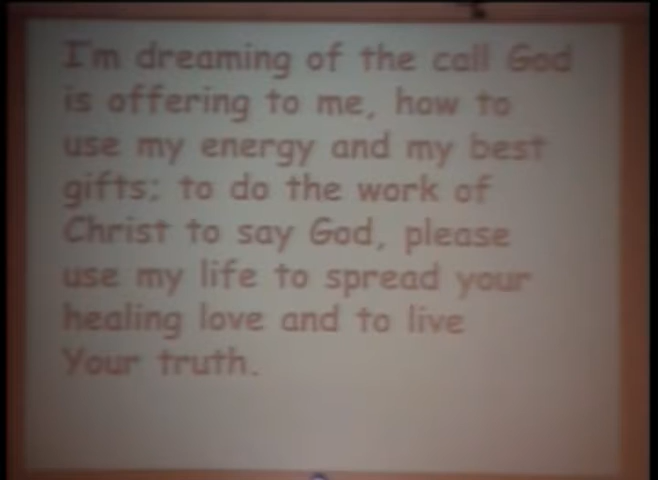 I'm dreaming of the call God
is offering to me, how to
use my energy and my best
gifts: to do the work of
Christ to say God, please
use my life to spread your
healing love and to live
Your truth.